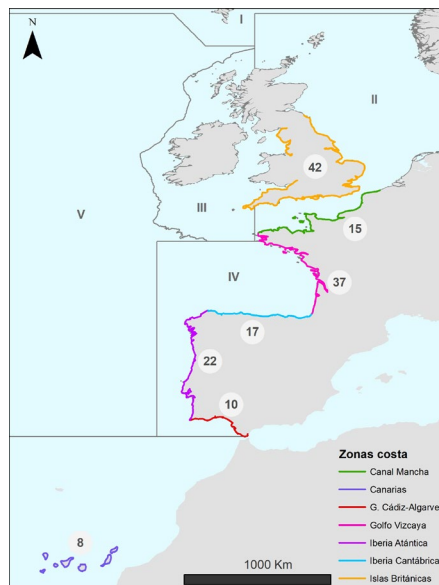 I
N
II
42
III
V
15
IV
37
17
22
10
Zonas costa
Canal Mancha
Canarias
G. Cádiz-Algarve
Golfo Vizcaya
Iberia Atántica
Iberia Cantábrica
Islas Británicas
8
1000 Km